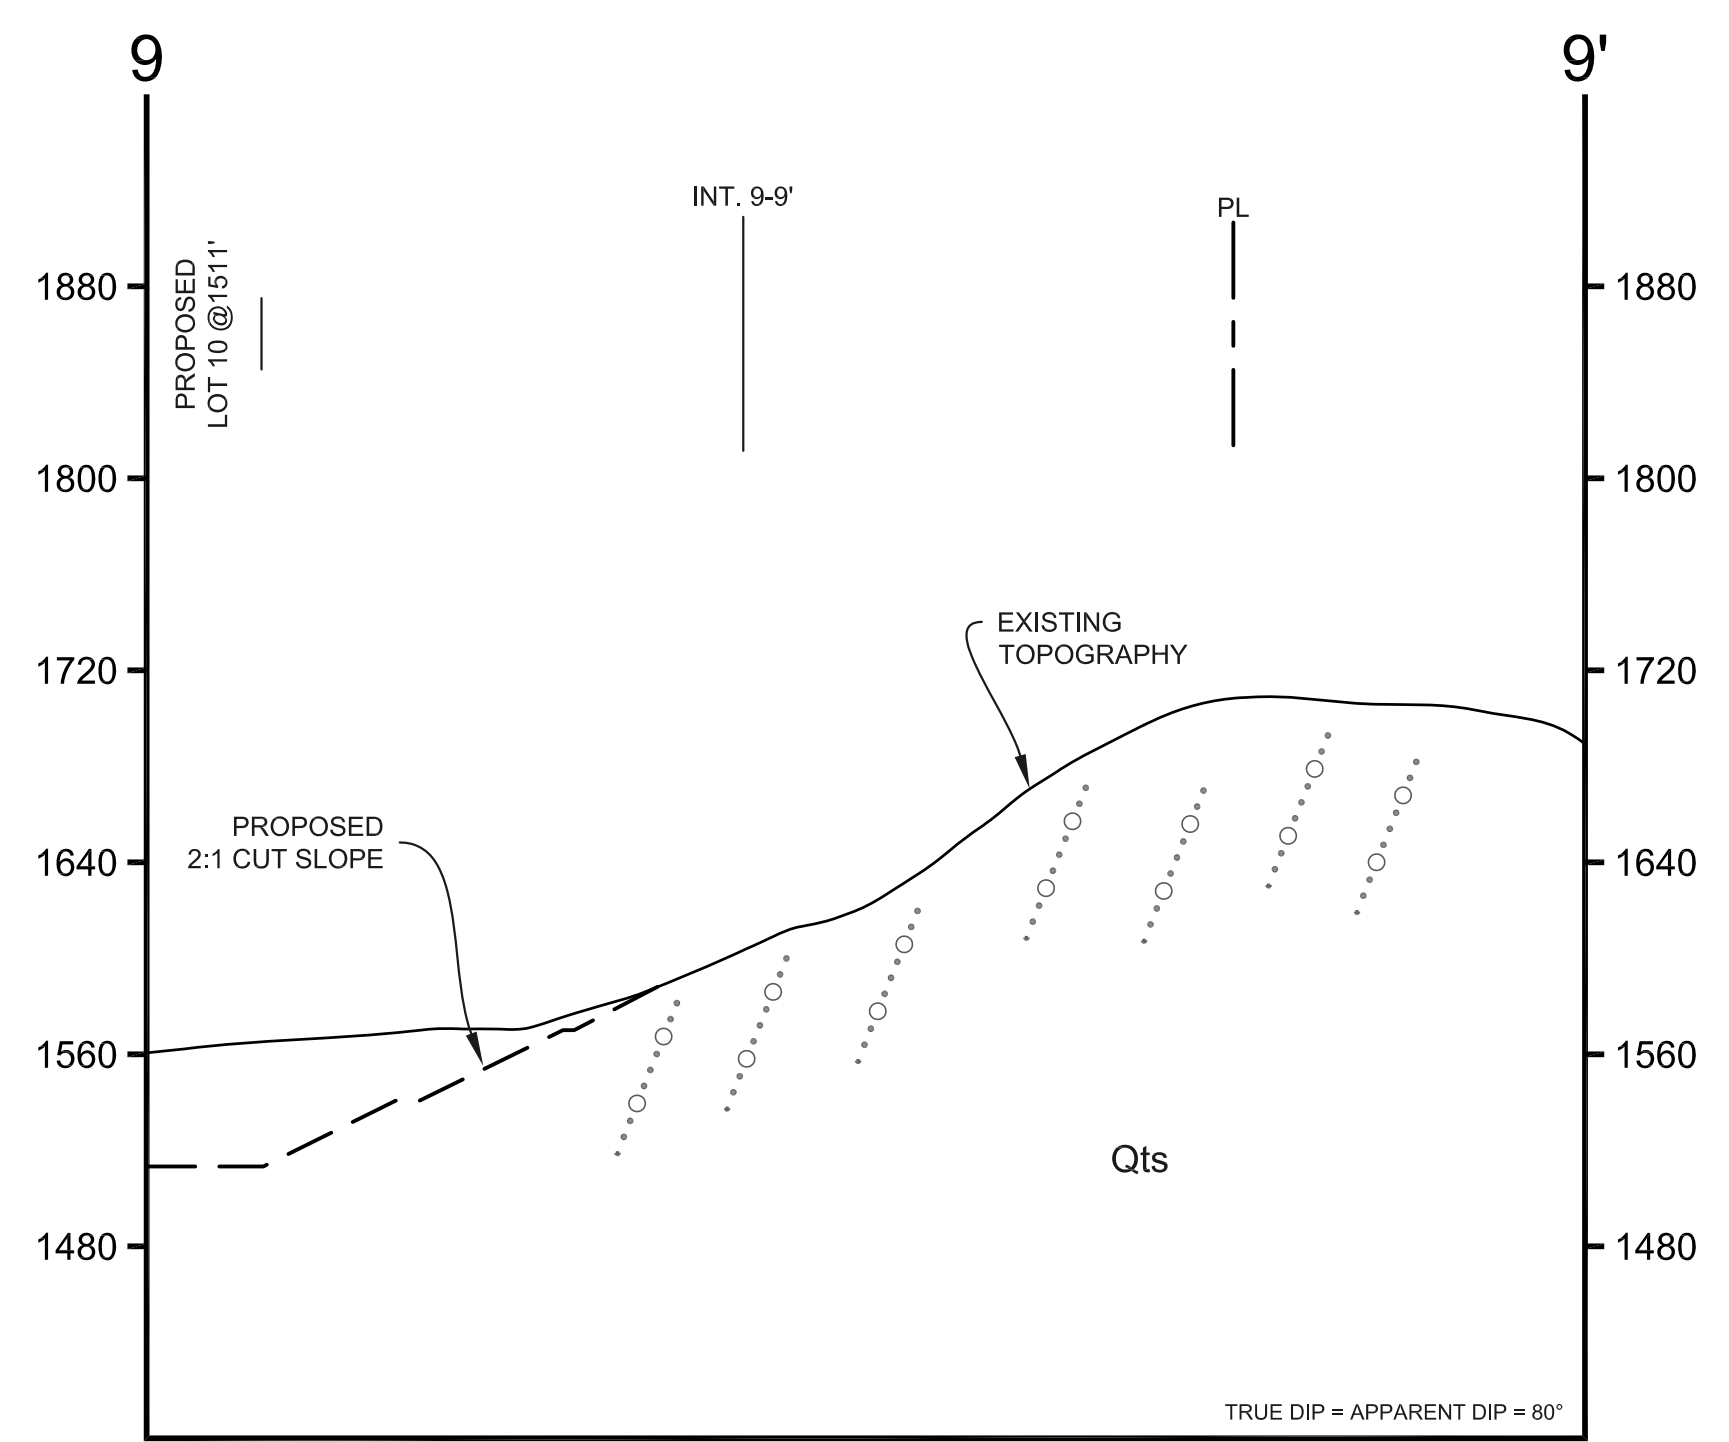 9
9'
INT. 9-9'
PL
PROPOSED
LOT 10 @1511'
1880
1880
1800
1800
EXISTING
TOPOGRAPHY
1720
1720
PROPOSED
2:1 CUT SLOPE
1640
1640
1560
1560
Qts
1480
1480
TRUE DIP = APPARENT DIP = 80°